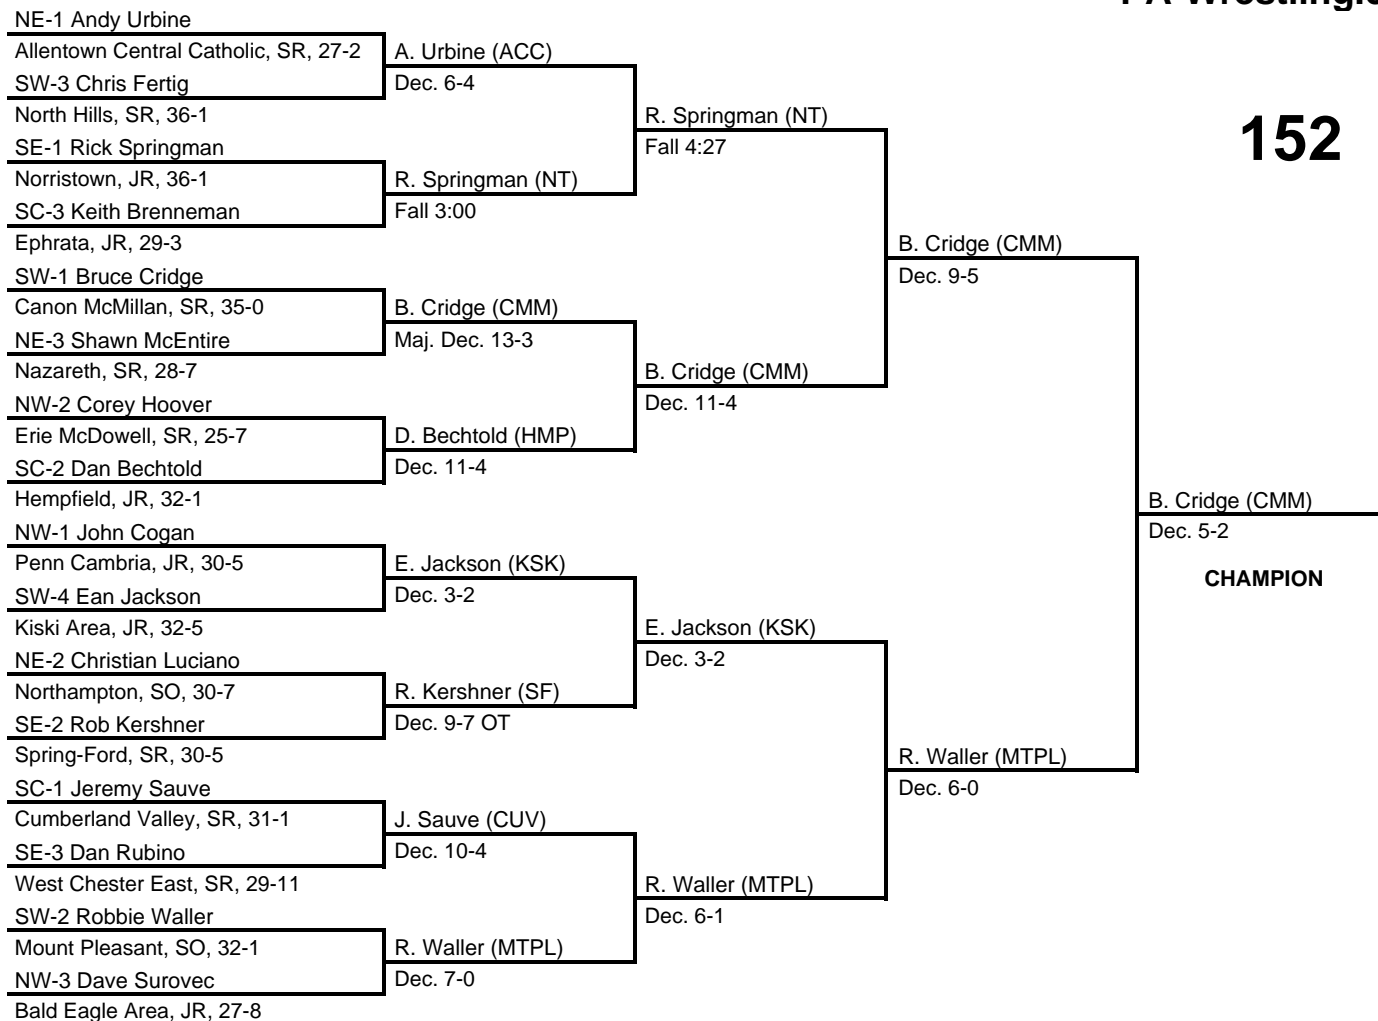 NE-1 Andy Urbine
Allentown Central Catholic, SR, 27-2
SW-3 Chris Fertig
North Hills, SR, 36-1
SE-1 Rick Springman
Norristown, JR, 36-1
SC-3 Keith Brenneman
Ephrata, JR, 29-3
SW-1 Bruce Cridge
Canon McMillan, SR, 35-0
NE-3 Shawn McEntire
Nazareth, SR, 28-7
NW-2 Corey Hoover
Erie McDowell, SR, 25-7
SC-2 Dan Bechtold
Hempfield, JR, 32-1
NW-1 John Cogan
Penn Cambria, JR, 30-5
SW-4 Ean Jackson
Kiski Area, JR, 32-5
NE-2 Christian Luciano
Northampton, SO, 30-7
SE-2 Rob Kershner
Spring-Ford, SR, 30-5
SC-1 Jeremy Sauve
Cumberland Valley, SR, 31-1
SE-3 Dan Rubino
West Chester East, SR, 29-11
SW-2 Robbie Waller
Mount Pleasant, SO, 32-1
NW-3 Dave Surovec
Bald Eagle Area, JR, 27-8
A. Urbine (ACC)
Dec. 6-4
R. Springman (NT)
Fall 3:00
B. Cridge (CMM)
Maj. Dec. 13-3
D. Bechtold (HMP)
Dec. 11-4
E. Jackson (KSK)
Dec. 3-2
R. Kershner (SF)
Dec. 9-7 OT
J. Sauve (CUV)
Dec. 10-4
R. Waller (MTPL)
Dec. 7-0
R. Springman (NT)
Fall 4:27
B. Cridge (CMM)
Dec. 11-4
E. Jackson (KSK)
Dec. 3-2
R. Waller (MTPL)
Dec. 6-1
B. Cridge (CMM)
Dec. 9-5
R. Waller (MTPL)
Dec. 6-0
152
B. Cridge (CMM)
Dec. 5-2
CHAMPION